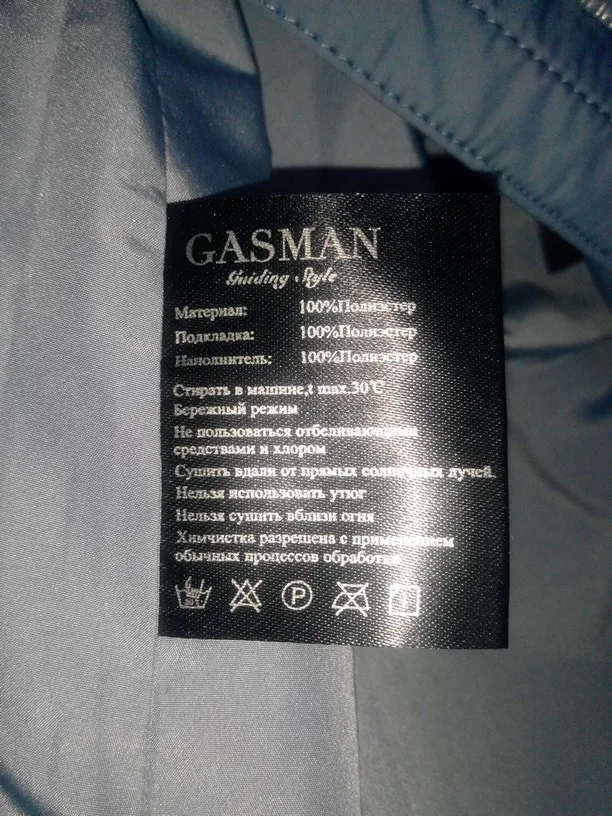 GASMAN
Guiding Style
Материал: 100%Полиэстер
Подкладка: 100%Полиэстер
Наполнитель: 100%Полиэстер
Стирать в машине,t max.30℃
Бережный режим
Не пользоваться отбеливающими
средствами и хлором
Сушить вдали от прямых солнечных лучей.
Нельзя использовать утюг
Нельзя сушить вблизи огня
Химчистка разрешена с применением
обычных процессов обработки
30℃ P